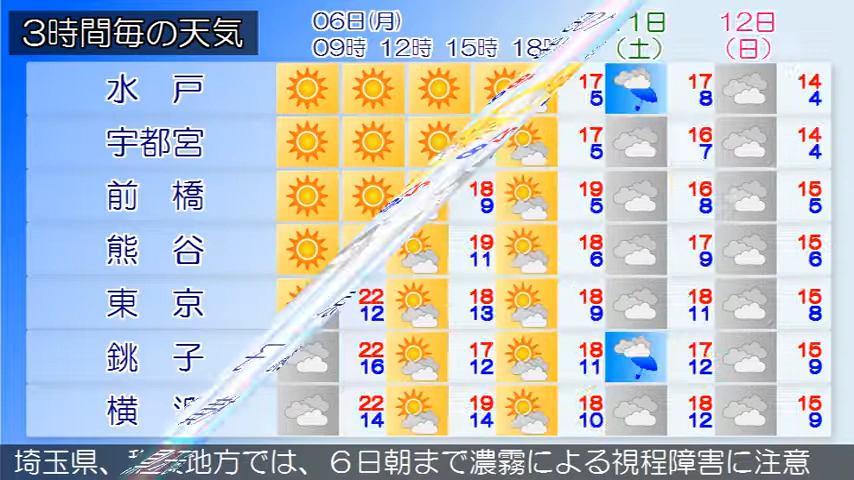 3時間毎の天気
06日(月)
09時 12時 15時 18時
1日 12日
(土) (日)
水戸 17 5 17 8 14 4
宇都宮 17 5 16 7 14 4
前橋 18 9 19 5 16 8 15 5
熊谷 19 11 18 6 17 9 15 6
東京 22 12 18 13 18 9 18 11 15 8
銚子 22 16 17 12 18 11 17 12 15 9
横 22 14 19 14 18 10 18 12 15 9
埼玉県、地方では、6日朝まで濃霧による視程障害に注意